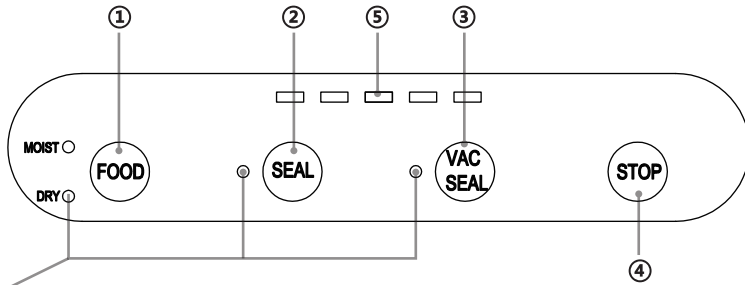 ① ② ⑤ ③
MOIST
FOOD
SEAL
VAC
SEAL
STOP
DRY
④